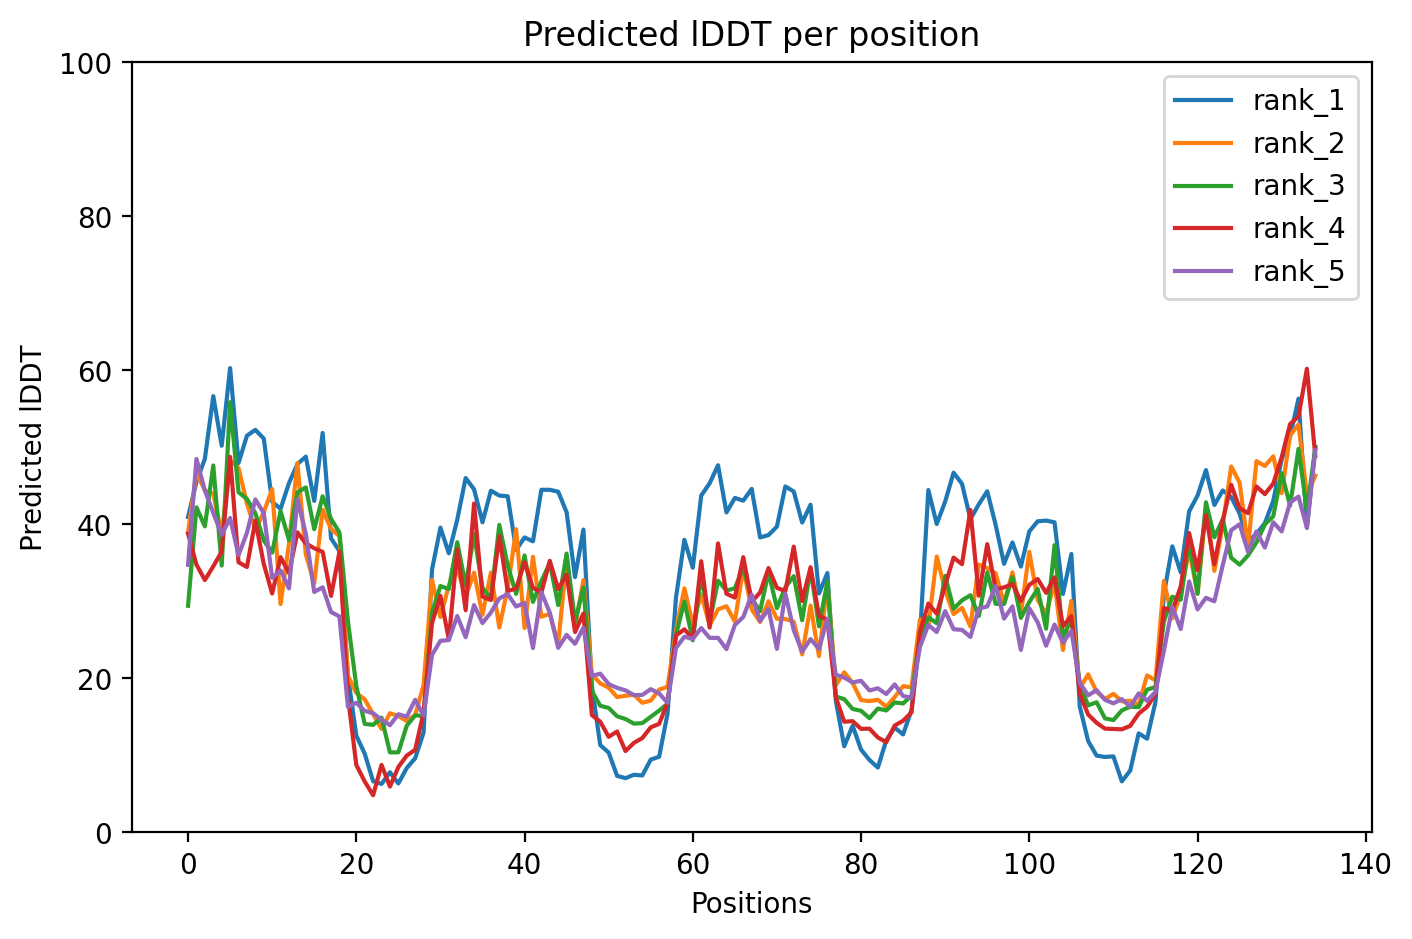 Predicted lDDT per position
100
80
60
40
20
0
Predicted lDDT
rank_1
rank_2
rank_3
rank_4
rank_5
0 20 40 60 80 100 120 140
Positions